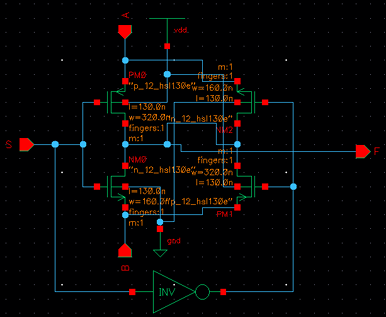 A
vdd
PM0
m:1
fingers:1
"p_12_hsl130e"
w=160.0n
l=130.0n
l=130.0n
w=320.0n
"n_12_hsl130e"
fingers:1
NM2
m:1
m:1
S
F
NM0
fingers:1
"n_12_hsl130e"
w=320.0n
l=130.0n
l=130.0n
w=160.0n
"p_12_hsl130e"
fingers:1
PM1
m:1
gnd
B
INV